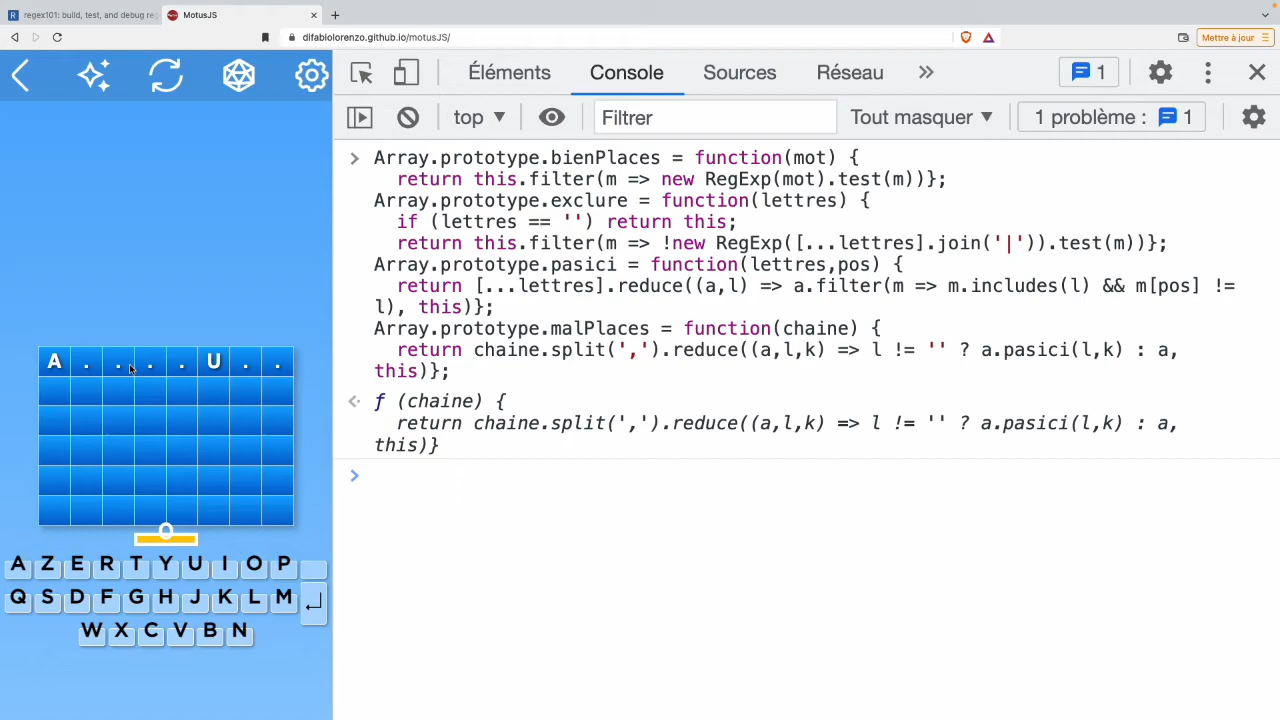 regex101: build, test, and debug re
MotusJS
difabiolorenzo.github.io/motusJS/
Mettre à jour
Éléments Console Sources Réseau 1
top Filtrer Tout masquer 1 problème : 1
Array.prototype.bienPlaces = function(mot) {
return this.filter(m => new RegExp(mot).test(m))};
Array.prototype.exclure = function(lettres) {
if (lettres == '') return this;
return this.filter(m => !new RegExp([...lettres].join('|')).test(m))};
Array.prototype.pasici = function(lettres,pos) {
return [...lettres].reduce((a,l) => a.filter(m => m.includes(l) && m[pos] !=
l), this)};
Array.prototype.malPlaces = function(chaine) {
return chaine.split(',').reduce((a,l,k) => l != '' ? a.pasici(l,k) : a,
this)};
ƒ (chaine) {
return chaine.split(',').reduce((a,l,k) => l != '' ? a.pasici(l,k) : a,
this)}
A . . . . U . .
A Z E R T Y U I O P
Q S D F G H J K L M
W X C V B N